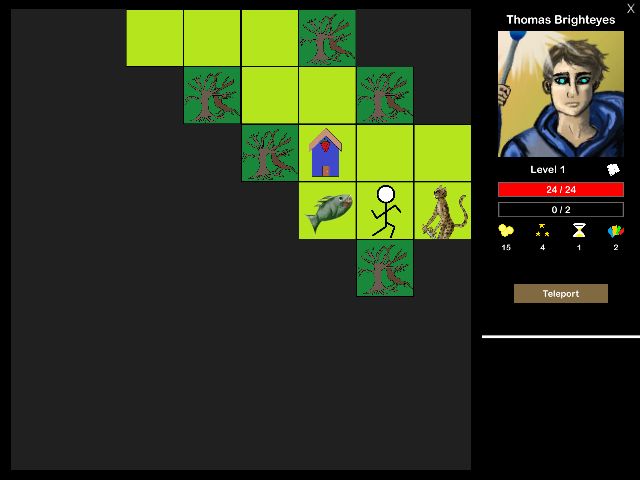 X
Thomas Brighteyes
Level 1
24 / 24
0 / 2
15 4 1 2
Teleport